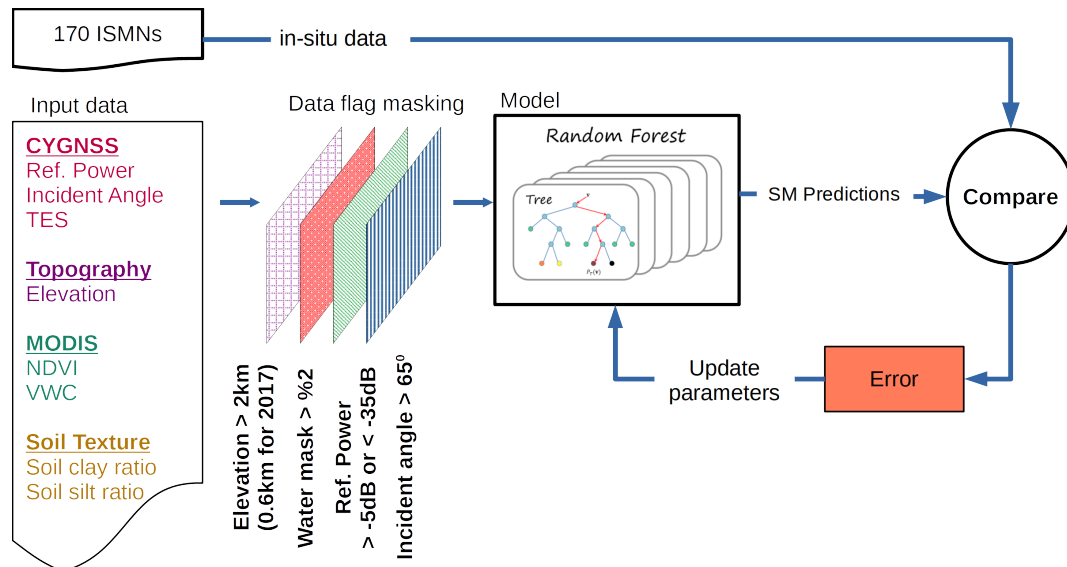 170 ISMNs
in-situ data
Input data
CYGNSS
Ref. Power
Incident Angle
TES
Topography
Elevation
MODIS
NDVI
VWC
Soil Texture
Soil clay ratio
Soil silt ratio
Data flag masking
Elevation > 2km
(0.6km for 2017)
Water mask > %2
Ref. Power
> -5dB or < -35dB
Incident angle > 65⁰
Model
Random Forest
Tree
v
P_T(v)
SM Predictions
Compare
Error
Update
parameters